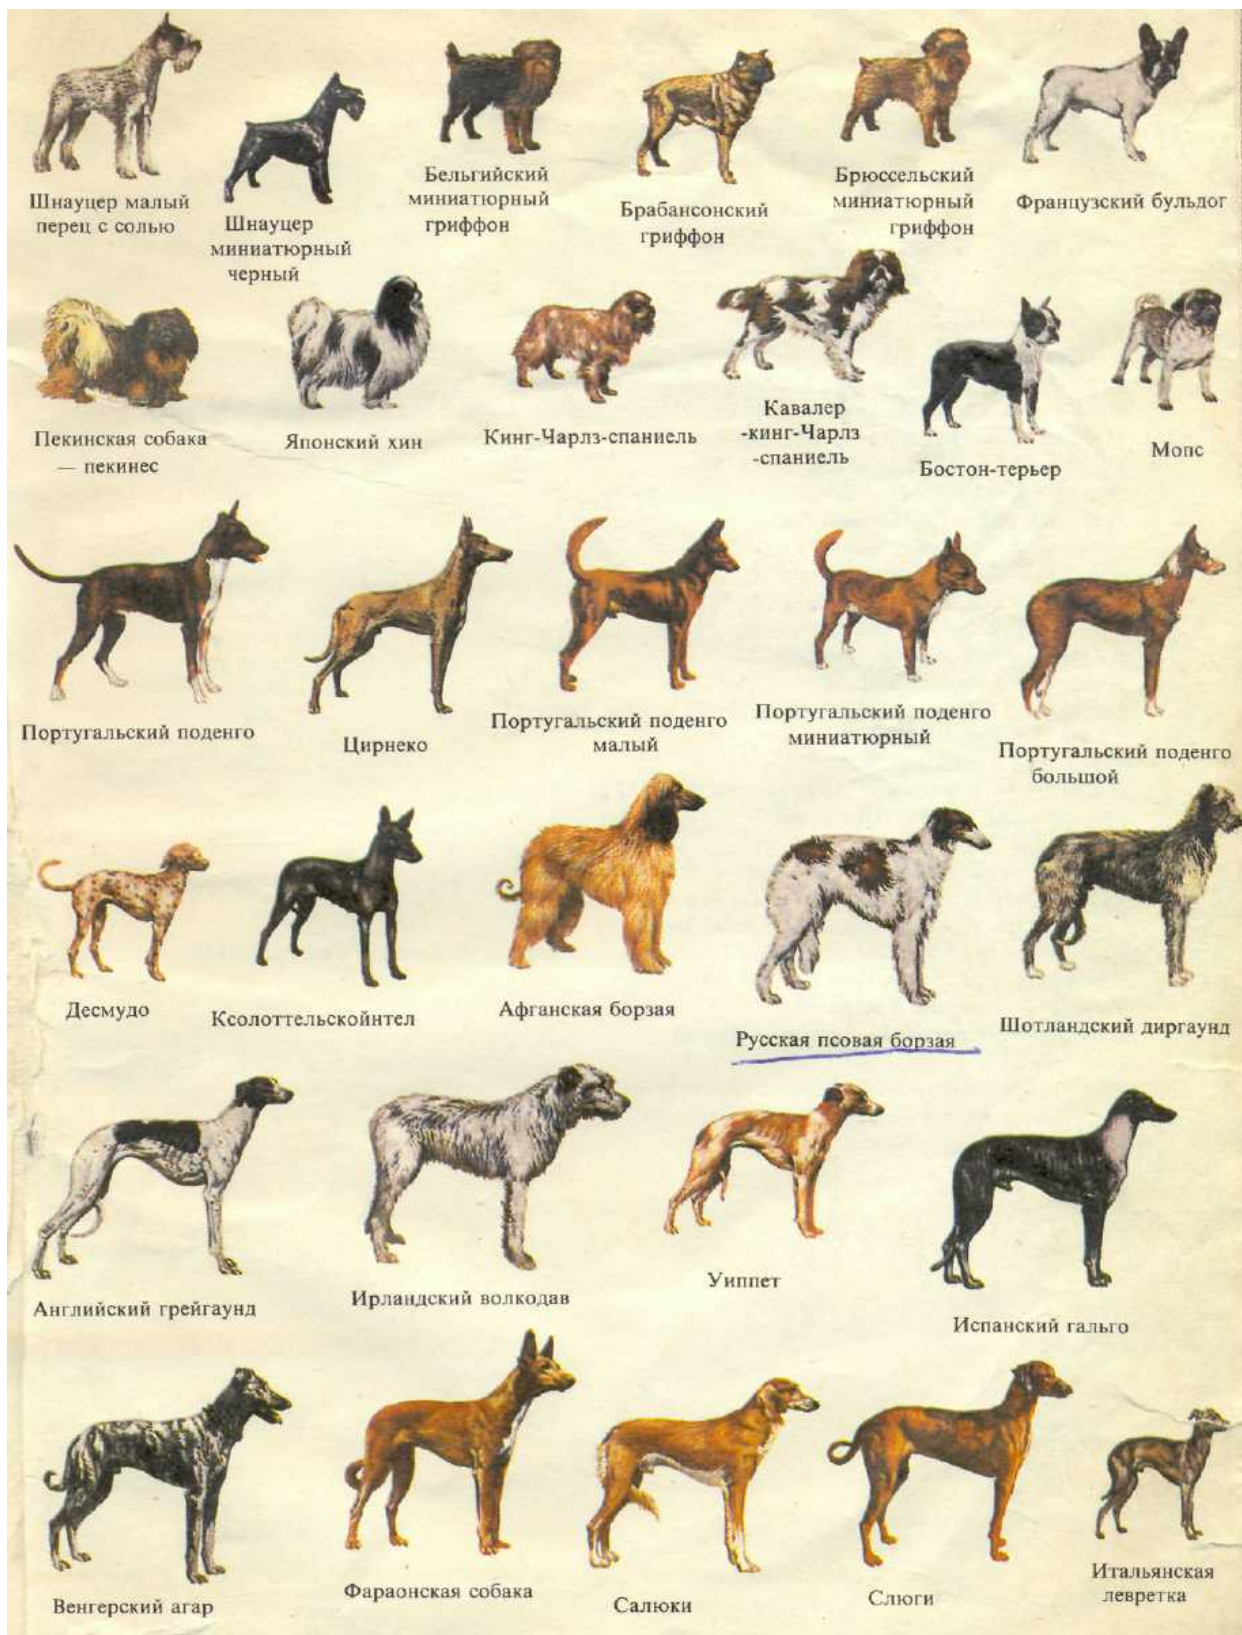 Шнауцер малый
перец с солью
Шнауцер
миниатюрный
черный
Бельгийский
миниатюрный
гриффон
Брабансонский
гриффон
Брюссельский
миниатюрный
гриффон
Французский бульдог
Пекинская собака
— пекинес
Японский хин
Кинг-Чарлз-спаниель
Кавалер
-кинг-Чарлз
-спаниель
Бостон-терьер
Мопс
Португальский поденго
Цирнеко
Португальский поденго
малый
Португальский поденго
миниатюрный
Португальский поденго
большой
Десмудо
Ксолоттельскойнтел
Афганская борзая
Русская псовая борзая
Шотландский диргаунд
Английский грейгаунд
Ирландский волкодав
Уиппет
Испанский гальго
Венгерский агар
Фараонская собака
Салюки
Слюги
Итальянская
левретка